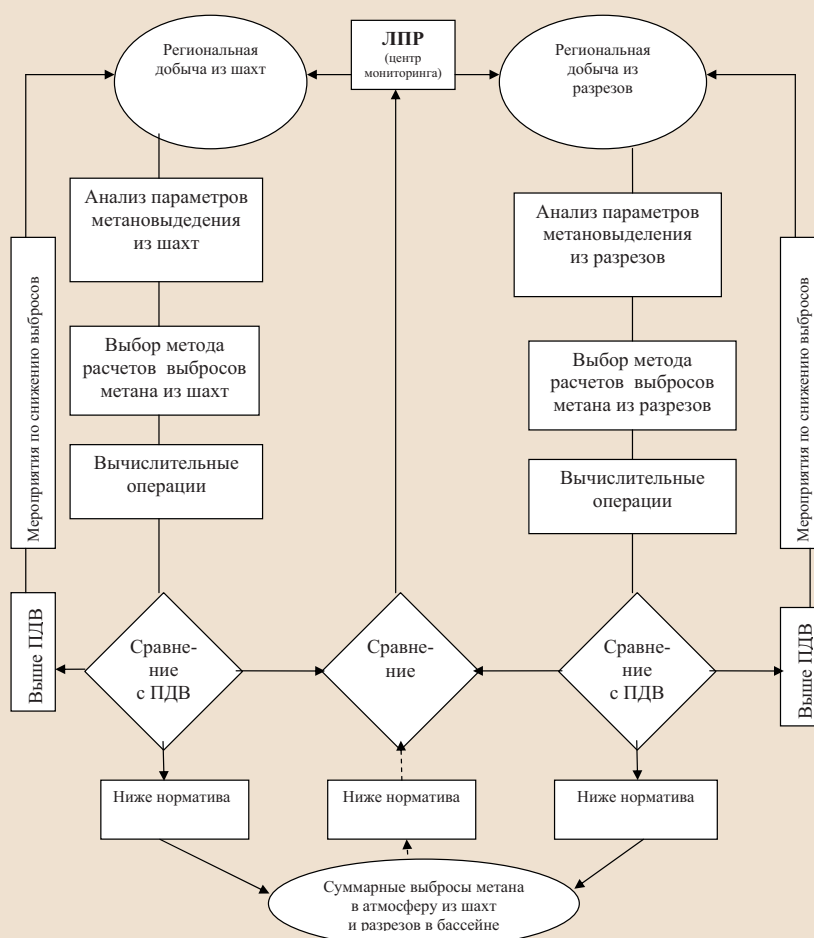 Региональная
добыча из шахт
ЛПР
(центр
мониторинга)
Региональная
добыча из
разрезов
Анализ параметров
метановыдедения
из шахт
Анализ параметров
метановыделения
из разрезов
Мероприятия по снижению выбросов
Мероприятия по снижению выбросов
Выбор метода
расчетов выбросов
метана из шахт
Выбор метода
расчетов выбросов
метана из разрезов
Вычислительные
операции
Вычислительные
операции
Выше ПДВ
Сравне-
ние
с ПДВ
Сравне-
ние
Сравне-
ние
с ПДВ
Выше ПДВ
Ниже норматива
Ниже норматива
Ниже норматива
Суммарные выбросы метана
в атмосферу из шахт
и разрезов в бассейне